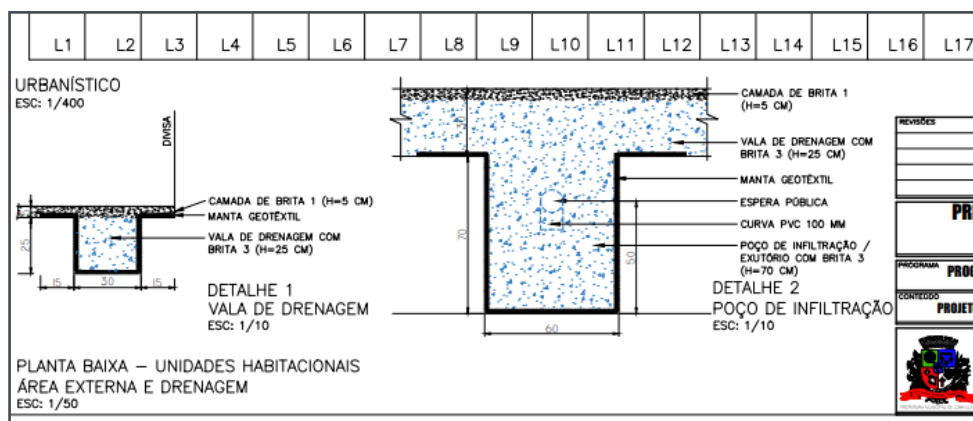 L1 L2 L3 L4 L5 L6 L7 L8 L9 L10 L11 L12 L13 L14 L15 L16 L17
URBANÍSTICO
ESC: 1/400
DIVISA
CAMADA DE BRITA 1 (H=5 CM)
MANTA GEOTÊXTIL
VALA DE DRENAGEM COM
BRITA 3 (H=25 CM)
25
15 30 15
DETALHE 1
VALA DE DRENAGEM
ESC: 1/10
CAMADA DE BRITA 1
(H=5 CM)
VALA DE DRENAGEM COM
BRITA 3 (H=25 CM)
MANTA GEOTÊXTIL
ESPERA PÚBLICA
CURVA PVC 100 MM
POÇO DE INFILTRAÇÃO /
EXUTÓRIO COM BRITA 3
(H=70 CM)
70
50
60
DETALHE 2
POÇO DE INFILTRAÇÃO
ESC: 1/10
PLANTA BAIXA – UNIDADES HABITACIONAIS
ÁREA EXTERNA E DRENAGEM
ESC: 1/50
REVISÕES
PR
PROGRAMA
PROG
CONTEÚDO
PROJET